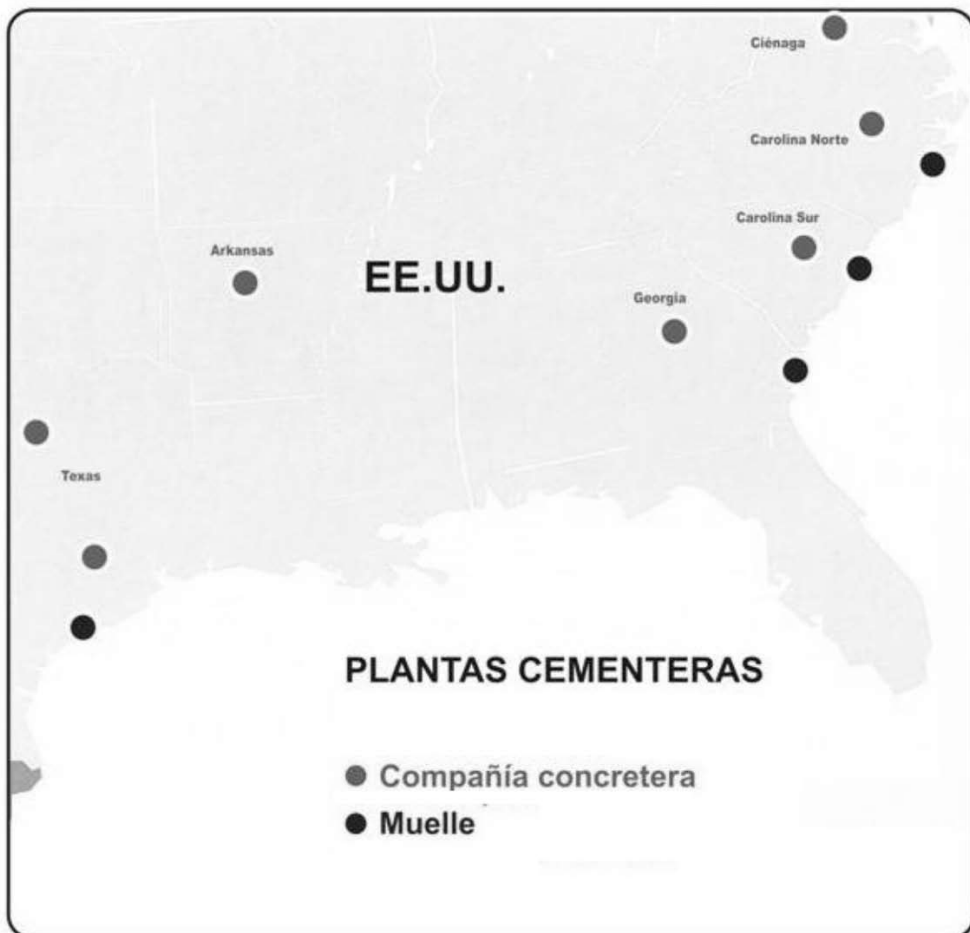 Ciénaga
Carolina Norte
Carolina Sur
Arkansas
EE.UU.
Georgia
Texas
PLANTAS CEMENTERAS
Compañía concretera
Muelle